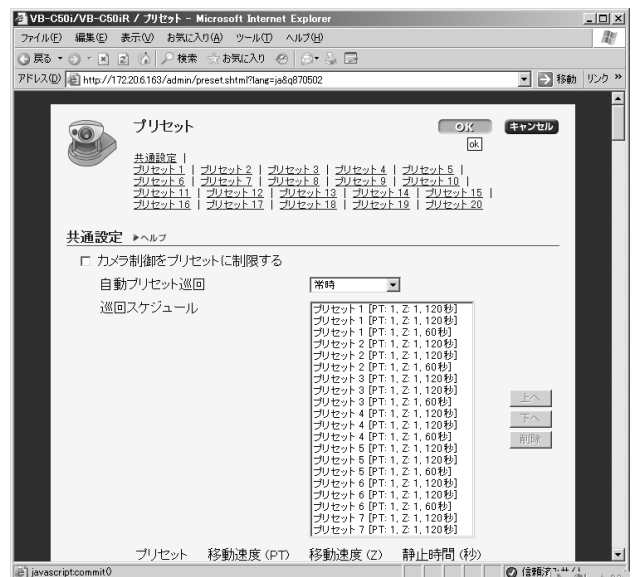 VB-C50i/VB-C50iR / プリセット - Microsoft Internet Explorer
ファイル(F) 編集(E) 表示(V) お気に入り(A) ツール(T) ヘルプ(H)
戻る 検索 お気に入り
アドレス(D) http://172.20.6.163/admin/preset.shtml?lang=ja&q870502 移動 リンク »
プリセット OK キャンセル
ok
共通設定 |
プリセット 1 | プリセット 2 | プリセット 3 | プリセット 4 | プリセット 5 |
プリセット 6 | プリセット 7 | プリセット 8 | プリセット 9 | プリセット 10 |
プリセット 11 | プリセット 12 | プリセット 13 | プリセット 14 | プリセット 15 |
プリセット 16 | プリセット 17 | プリセット 18 | プリセット 19 | プリセット 20
共通設定 ▶ヘルプ
カメラ制御をプリセットに制限する
自動プリセット巡回 常時
巡回スケジュール
プリセット 1 [PT: 1, Z: 1, 120秒]
プリセット 1 [PT: 1, Z: 1, 120秒]
プリセット 1 [PT: 1, Z: 1, 60秒]
プリセット 2 [PT: 1, Z: 1, 120秒]
プリセット 2 [PT: 1, Z: 1, 120秒]
プリセット 2 [PT: 1, Z: 1, 60秒]
プリセット 3 [PT: 1, Z: 1, 120秒]
プリセット 3 [PT: 1, Z: 1, 120秒]
プリセット 3 [PT: 1, Z: 1, 60秒]
プリセット 4 [PT: 1, Z: 1, 120秒]
プリセット 4 [PT: 1, Z: 1, 120秒]
プリセット 4 [PT: 1, Z: 1, 60秒]
プリセット 5 [PT: 1, Z: 1, 120秒]
プリセット 5 [PT: 1, Z: 1, 120秒]
プリセット 5 [PT: 1, Z: 1, 60秒]
プリセット 6 [PT: 1, Z: 1, 120秒]
プリセット 6 [PT: 1, Z: 1, 120秒]
プリセット 6 [PT: 1, Z: 1, 60秒]
プリセット 7 [PT: 1, Z: 1, 120秒]
プリセット 7 [PT: 1, Z: 1, 120秒]
上へ
下へ
削除
プリセット 移動速度 (PT) 移動速度 (Z) 静止時間 (秒)
javascript:commit()